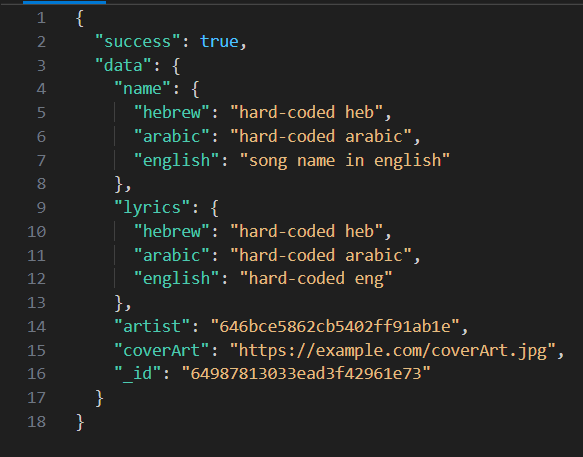 1 {
2 "success": true,
3 "data": {
4 "name": {
5 "hebrew": "hard-coded heb",
6 "arabic": "hard-coded arabic",
7 "english": "song name in english"
8 },
9 "lyrics": {
10 "hebrew": "hard-coded heb",
11 "arabic": "hard-coded arabic",
12 "english": "hard-coded eng"
13 },
14 "artist": "646bce5862cb5402ff91ab1e",
15 "coverArt": "https://example.com/coverArt.jpg",
16 "_id": "64987813033ead3f42961e73"
17 }
18 }